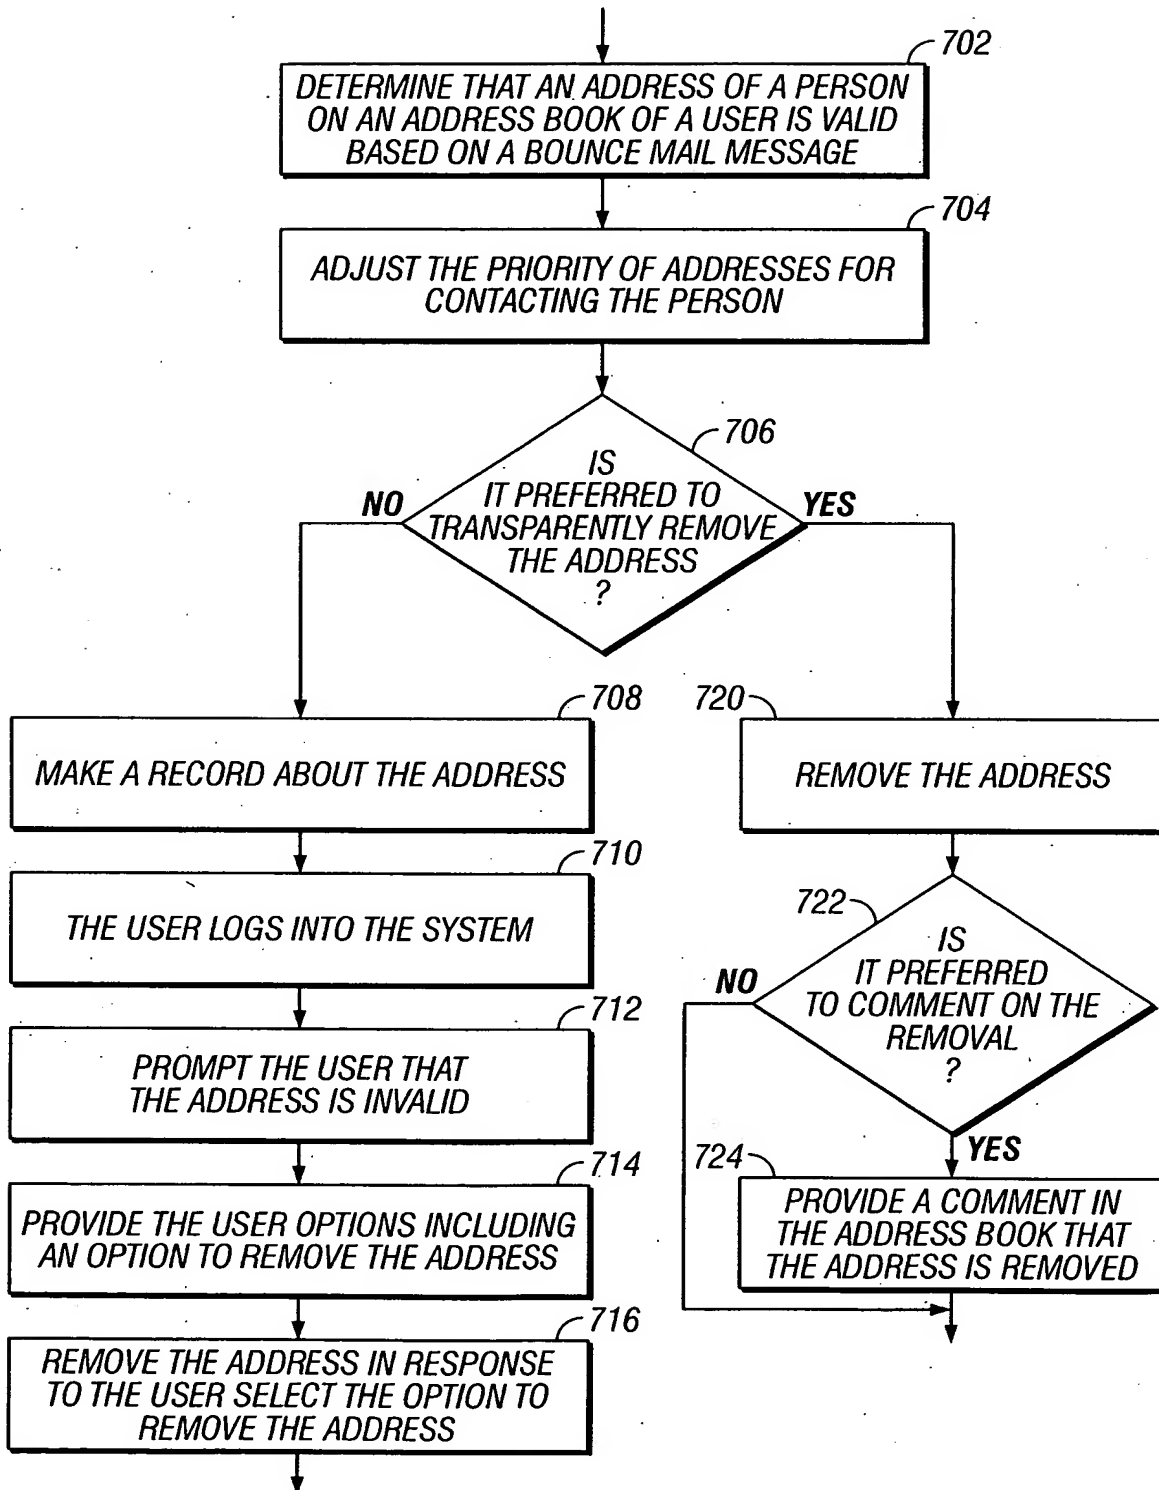 702
DETERMINE THAT AN ADDRESS OF A PERSON
ON AN ADDRESS BOOK OF A USER IS VALID
BASED ON A BOUNCE MAIL MESSAGE
704
ADJUST THE PRIORITY OF ADDRESSES FOR
CONTACTING THE PERSON
706
IS
IT PREFERRED TO
TRANSPARENTLY REMOVE
THE ADDRESS
?
NO
YES
708
MAKE A RECORD ABOUT THE ADDRESS
710
THE USER LOGS INTO THE SYSTEM
712
PROMPT THE USER THAT
THE ADDRESS IS INVALID
714
PROVIDE THE USER OPTIONS INCLUDING
AN OPTION TO REMOVE THE ADDRESS
716
REMOVE THE ADDRESS IN RESPONSE
TO THE USER SELECT THE OPTION TO
REMOVE THE ADDRESS
720
REMOVE THE ADDRESS
722
IS
IT PREFERRED
TO COMMENT ON THE
REMOVAL
?
NO
YES
724
PROVIDE A COMMENT IN
THE ADDRESS BOOK THAT
THE ADDRESS IS REMOVED